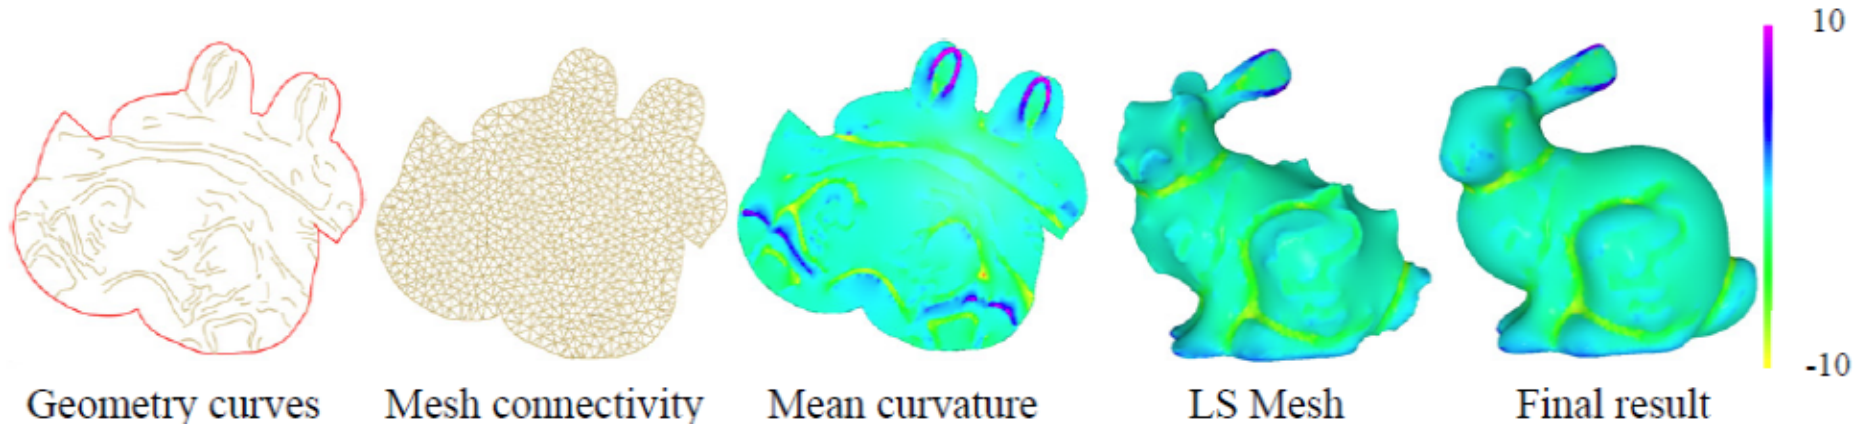 10
-10
Geometry curves
Mesh connectivity
Mean curvature
LS Mesh
Final result